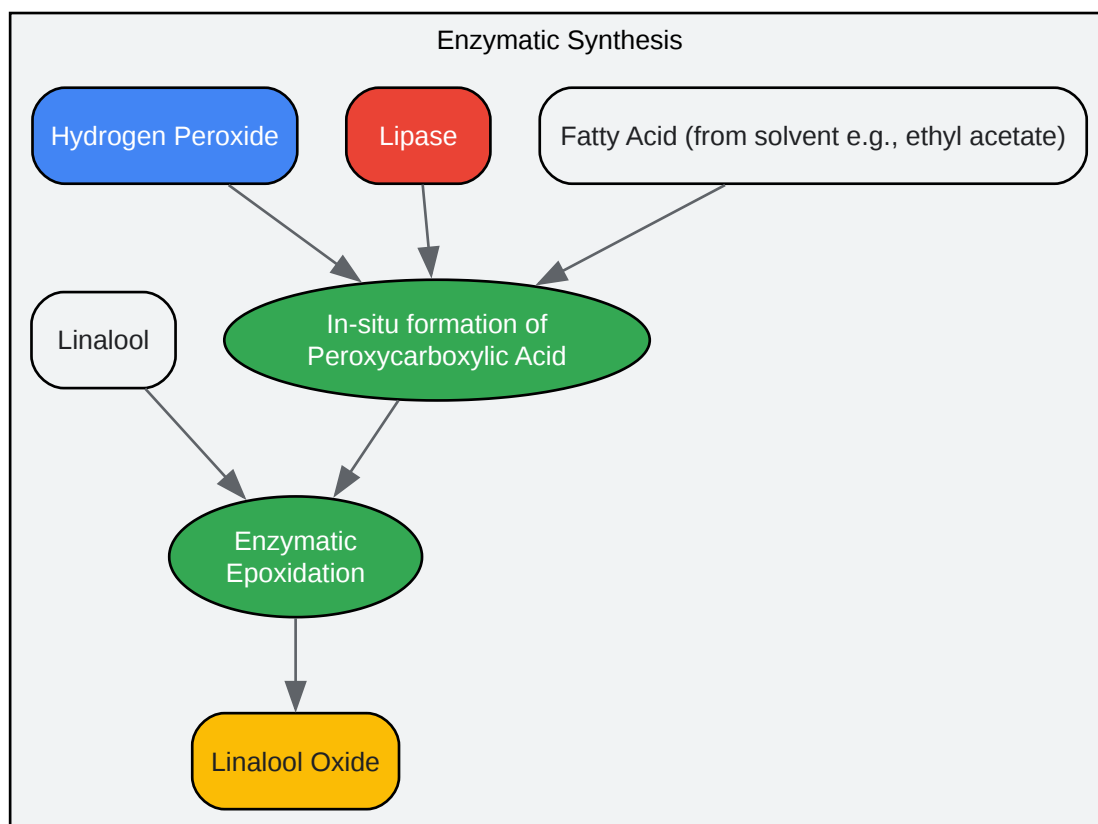 Enzymatic Synthesis
Hydrogen Peroxide
Lipase
Fatty Acid (from solvent e.g., ethyl acetate)
Linalool
In-situ formation of
Peroxycarboxylic Acid
Enzymatic
Epoxidation
Linalool Oxide